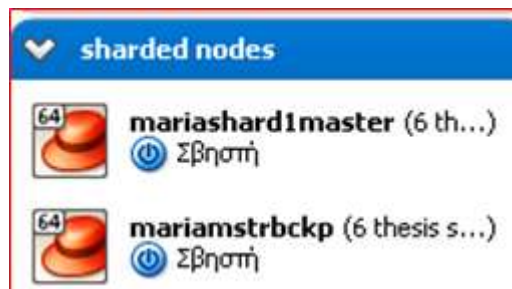 sharded nodes
64
mariashard1master (6 th...)
Σβηστή
64
mariamstrbckp (6 thesis s...)
Σβηστή